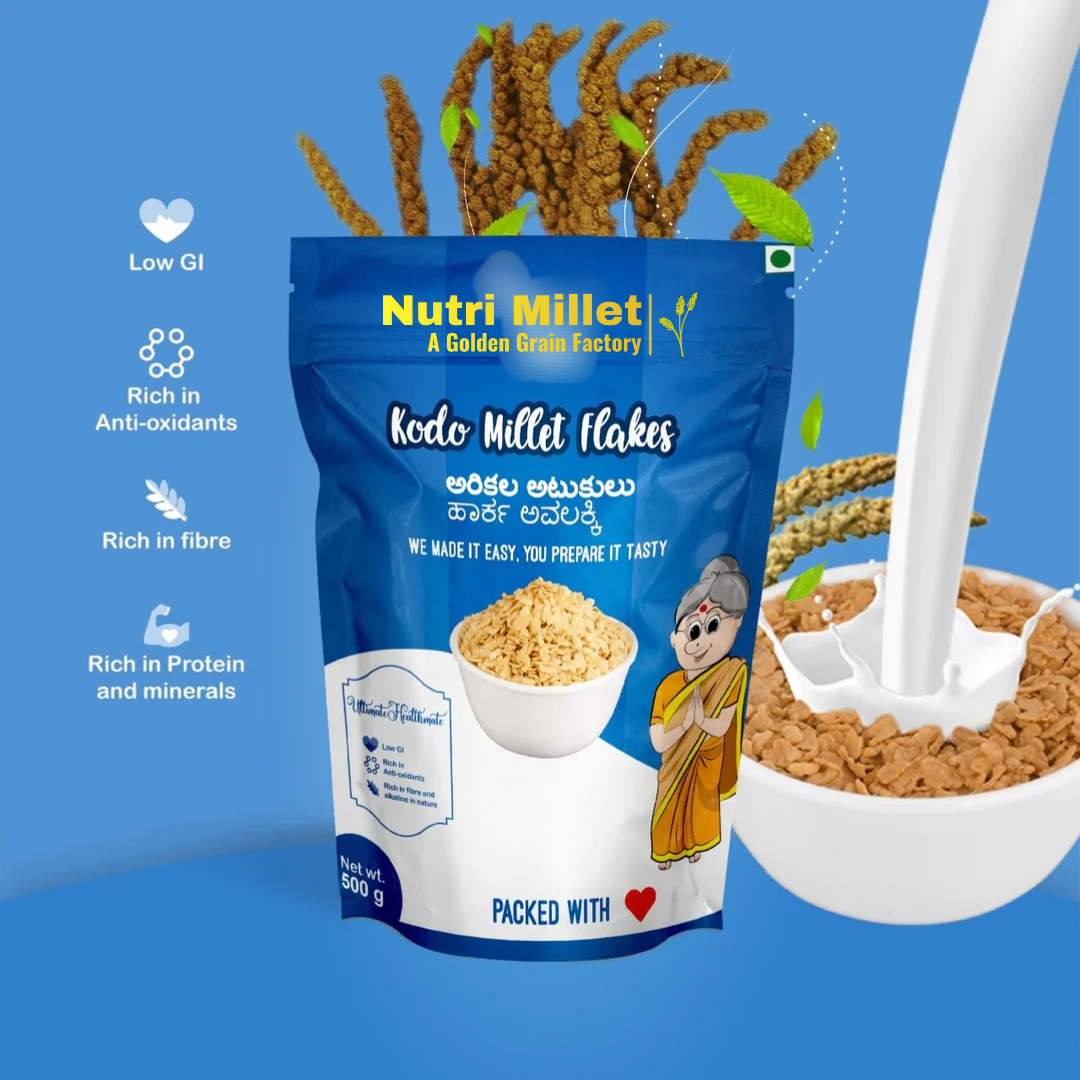 Nutri Millet
A Golden Grain Factory
Kodo Millet Flakes
అరికల అటుకులు
ಹಾರ್ಕ ಅವಲಕ್ಕಿ
WE MADE IT EASY, YOU PREPARE IT TASTY
Ultimate Healthmate
Low GI
Rich in
Anti-oxidants
Rich in fibre and
alkaline in nature
Net wt.
500 g
PACKED WITH
Low GI
Rich in
Anti-oxidants
Rich in fibre
Rich in Protein
and minerals